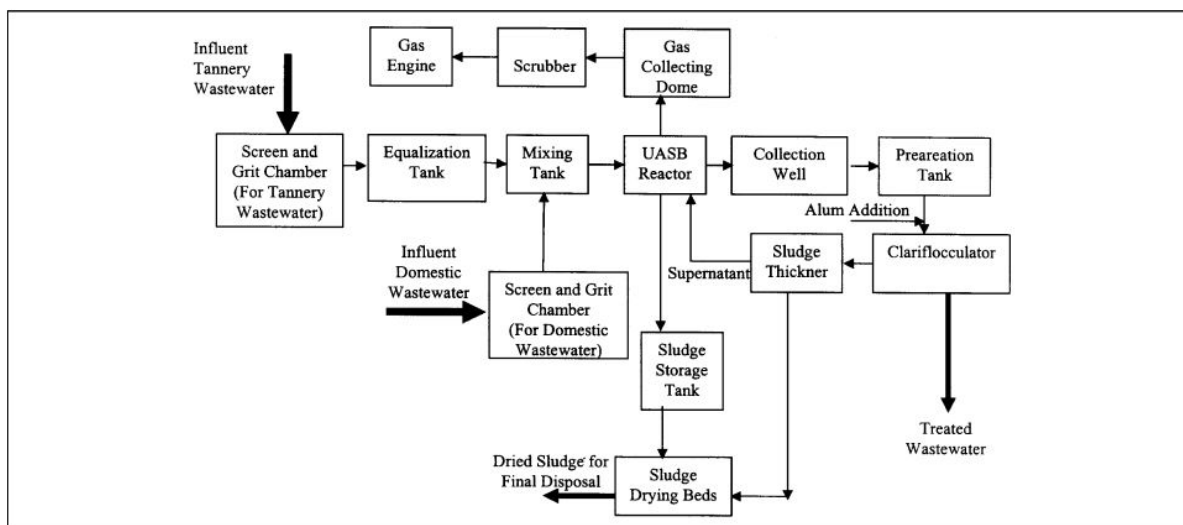 Influent
Tannery
Wastewater
Gas
Engine
Scrubber
Gas
Collecting
Dome
Screen and
Grit Chamber
(For Tannery
Wastewater)
Equalization
Tank
Mixing
Tank
UASB
Reactor
Collection
Well
Preareation
Tank
Alum Addition
Influent
Domestic
Wastewater
Screen and Grit
Chamber
(For Domestic
Wastewater)
Supernatant
Sludge
Thickner
Clariflocculator
Sludge
Storage
Tank
Treated
Wastewater
Dried Sludge for
Final Disposal
Sludge
Drying Beds